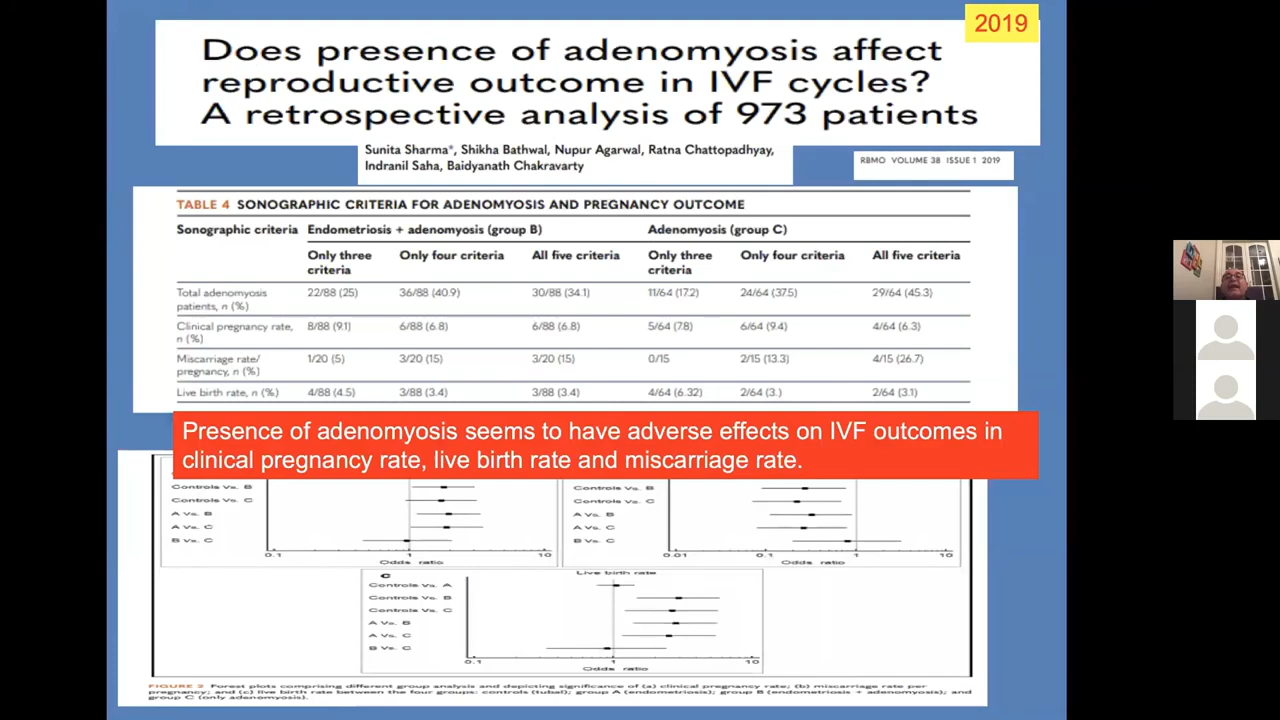 2019
Does presence of adenomyosis affect
reproductive outcome in IVF cycles?
A retrospective analysis of 973 patients
Sunita Sharma*, Shikha Bathwal, Nupur Agarwal, Ratna Chattopadhyay,
Indranil Saha, Baidyanath Chakravarty
RBMO VOLUME 38 ISSUE 1 2019
TABLE 4 SONOGRAPHIC CRITERIA FOR ADENOMYOSIS AND PREGNANCY OUTCOME
Sonographic criteria Endometriosis + adenomyosis (group B) Adenomyosis (group C)
Only three criteria Only four criteria All five criteria Only three criteria Only four criteria All five criteria
Total adenomyosis patients, n (%) 22/88 (25) 36/88 (40.9) 30/88 (34.1) 11/64 (17.2) 24/64 (37.5) 29/64 (45.3)
Clinical pregnancy rate, n (%) 8/88 (9.1) 6/88 (6.8) 6/88 (6.8) 5/64 (7.8) 6/64 (9.4) 4/64 (6.3)
Miscarriage rate/ pregnancy, n (%) 1/20 (5) 3/20 (15) 3/20 (15) 0/15 2/15 (13.3) 4/15 (26.7)
Live birth rate, n (%) 4/88 (4.5) 3/88 (3.4) 3/88 (3.4) 4/64 (6.32) 2/64 (3.) 2/64 (3.1)
Presence of adenomyosis seems to have adverse effects on IVF outcomes in
clinical pregnancy rate, live birth rate and miscarriage rate.
Controls Vs. B
Controls Vs. C
A Vs. B
A Vs. C
B Vs. C
0.1 1 10
Odds ratio
Controls Vs. B
Controls Vs. C
A Vs. B
A Vs. C
B Vs. C
0.01 0.1 1 10
Odds ratio
C Live birth rate
Controls Vs. A
Controls Vs. B
Controls Vs. C
A Vs. B
A Vs. C
B Vs. C
0.1 1 10
Odds ratio
FIGURE 2 Forest plots comprising different group analysis and depicting significance of (a) clinical pregnancy rate; (b) miscarriage rate per
pregnancy; and (c) live birth rate between the four groups: controls (tubal); group A (endometriosis); group B (endometriosis + adenomyosis); and
group C (only adenomyosis).